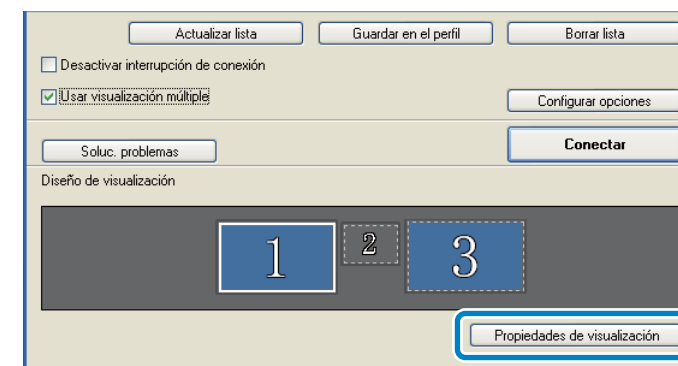 Actualizar lista Guardar en el perfil Borrar lista
Desactivar interrupción de conexión
Usar visualización múltiple
Configurar opciones
Soluc. problemas Conectar
Diseño de visualización
1 2 3
Propiedades de visualización